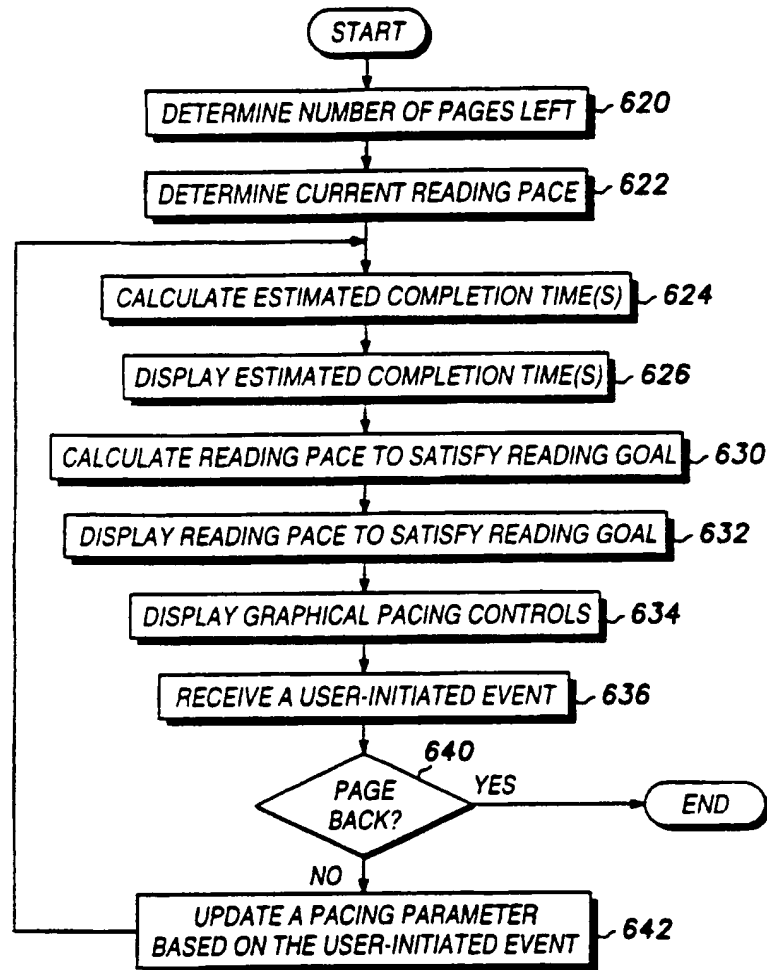 START
DETERMINE NUMBER OF PAGES LEFT 620
DETERMINE CURRENT READING PACE 622
CALCULATE ESTIMATED COMPLETION TIME(S) 624
DISPLAY ESTIMATED COMPLETION TIME(S) 626
CALCULATE READING PACE TO SATISFY READING GOAL 630
DISPLAY READING PACE TO SATISFY READING GOAL 632
DISPLAY GRAPHICAL PACING CONTROLS 634
RECEIVE A USER-INITIATED EVENT 636
640
PAGE
BACK?
YES
END
NO
UPDATE A PACING PARAMETER
BASED ON THE USER-INITIATED EVENT 642